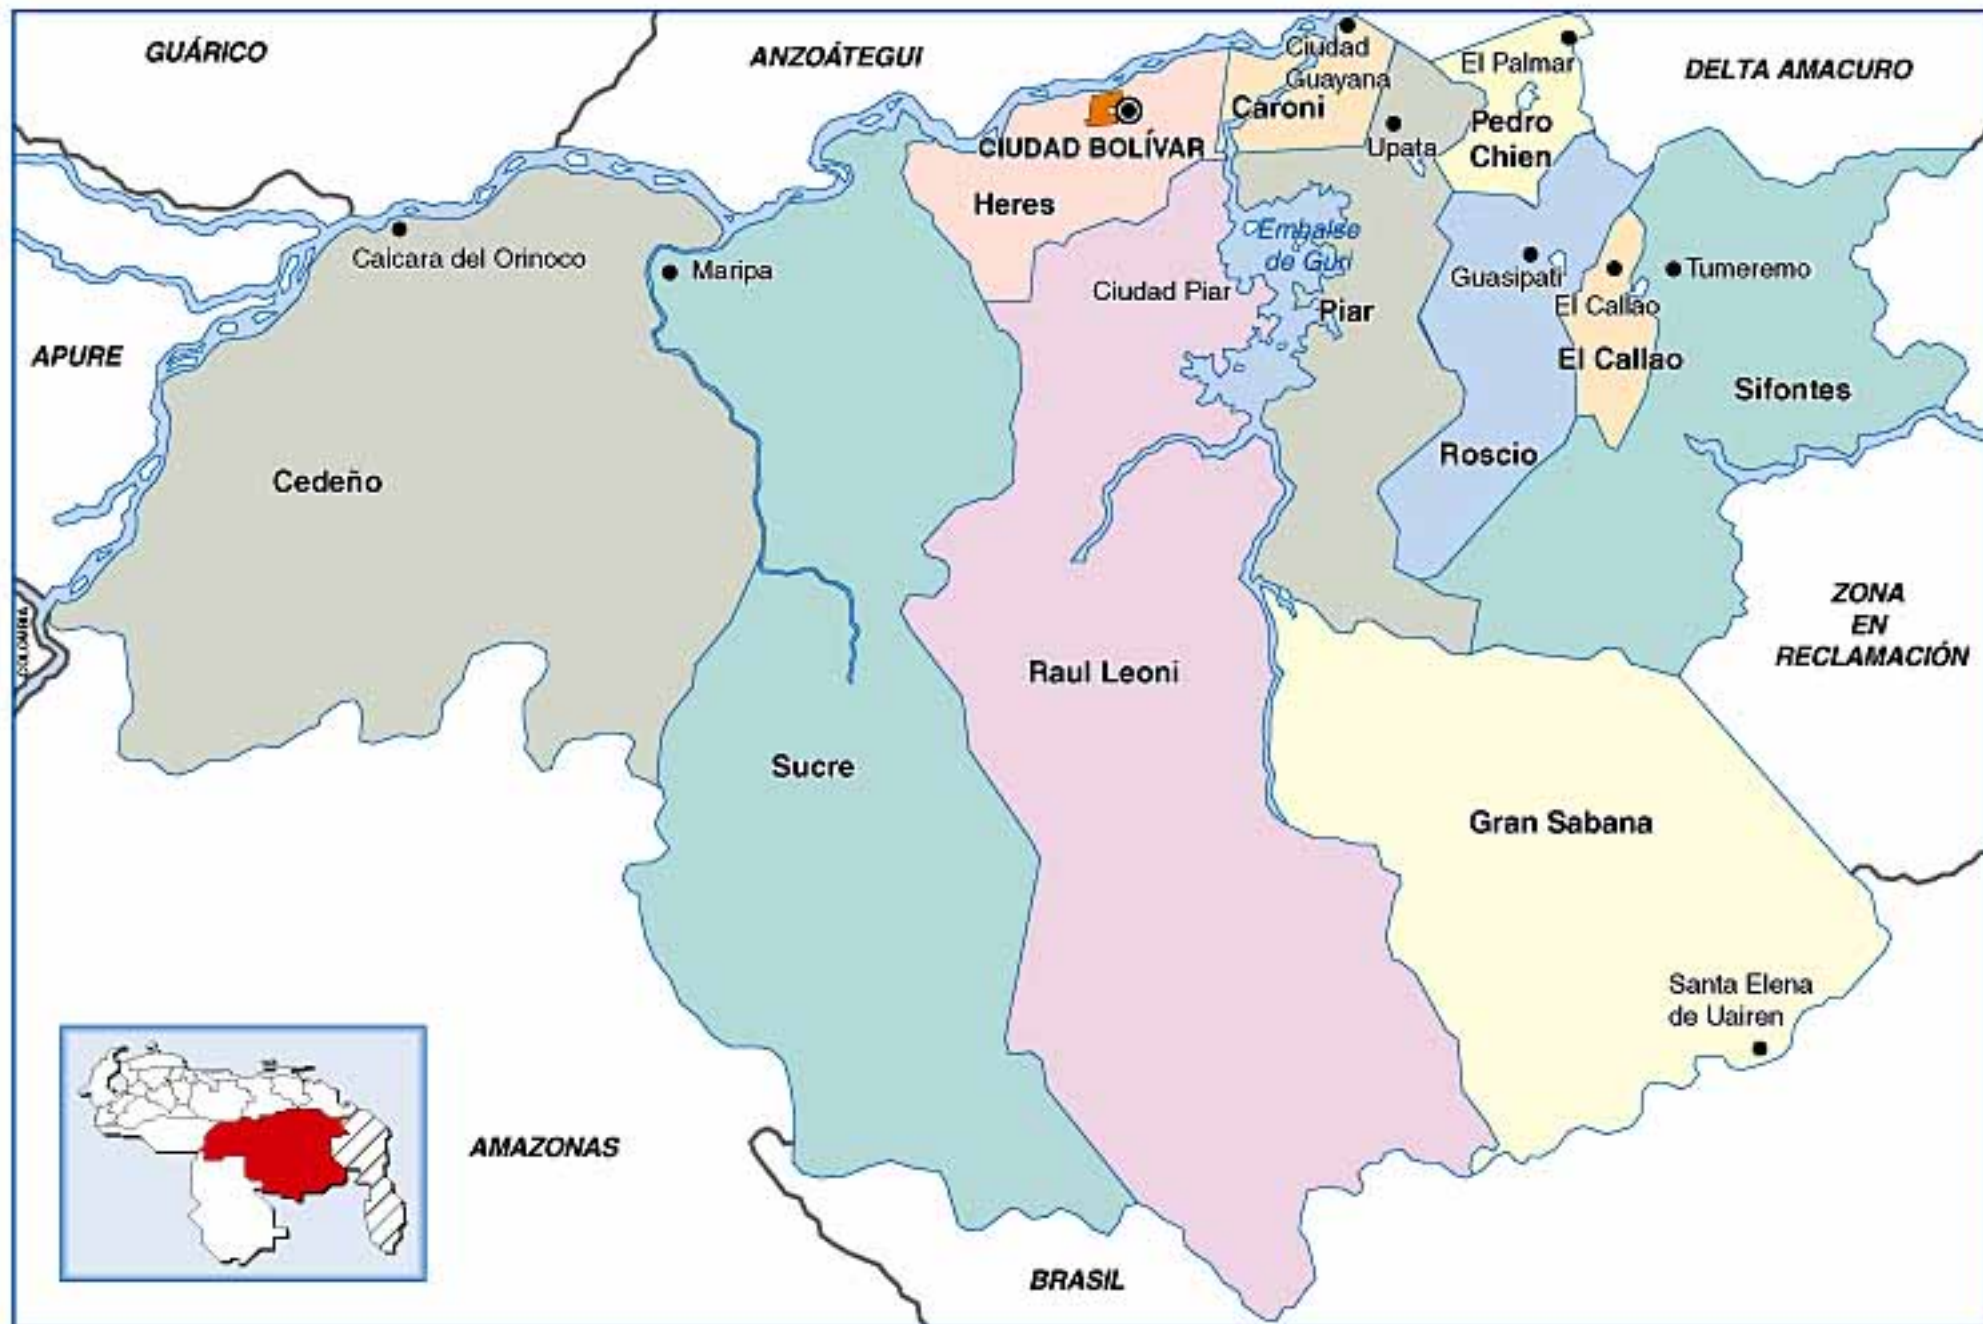 GUÁRICO
ANZOÁTEGUI
DELTA AMACURO
Ciudad
Guayana
El Palmar
Caroni
CIUDAD BOLÍVAR
Upata
Pedro
Chien
Heres
Caicara del Orinoco
Maripa
Embalse
de Guri
Ciudad Piar
Piar
Guasipati
El Callao
Tumeremo
APURE
El Callao
Sifontes
Cedeño
Roscio
COLOMBIA
ZONA
EN
RECLAMACIÓN
Raul Leoni
Sucre
Gran Sabana
Santa Elena
de Uairen
AMAZONAS
BRASIL